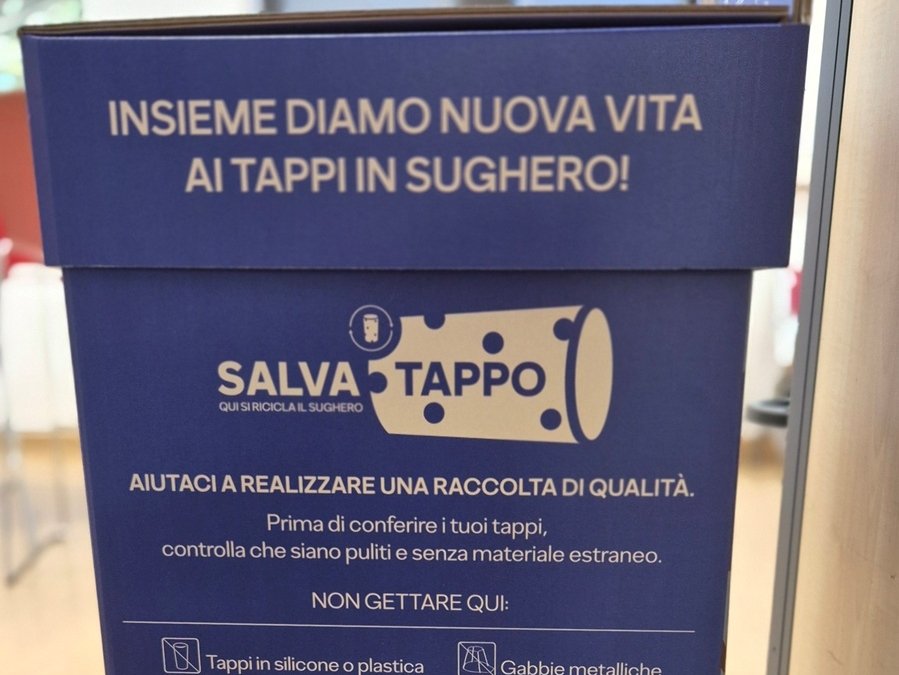 INSIEME DIAMO NUOVA VITA
AI TAPPI IN SUGHERO!
SALVA TAPPO
QUI SI RICICLA IL SUGHERO
AIUTACI A REALIZZARE UNA RACCOLTA DI QUALITÀ.
Prima di conferire i tuoi tappi,
controlla che siano puliti e senza materiale estraneo.
NON GETTARE QUI:
Tappi in silicone o plastica
Gabbie metalliche